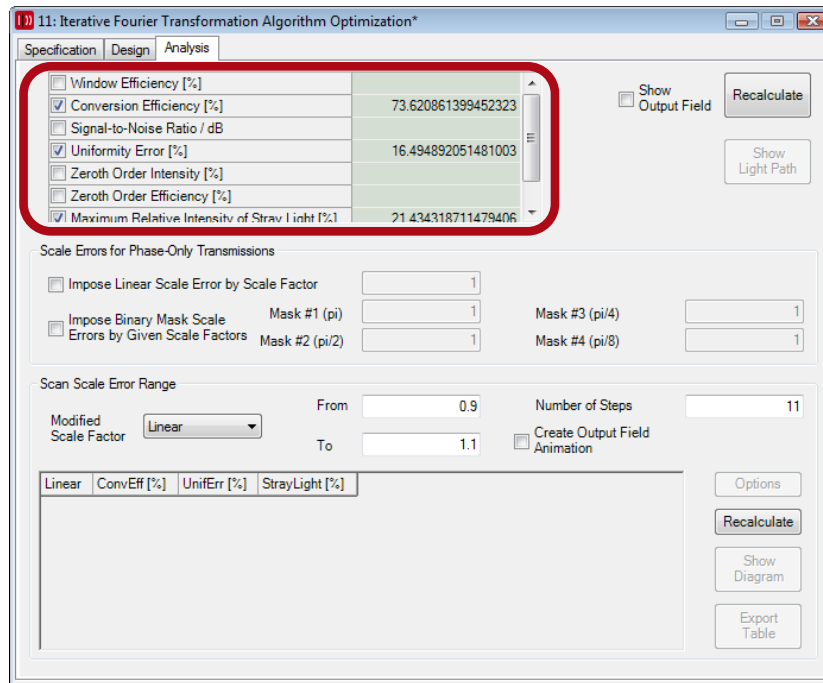 11: Iterative Fourier Transformation Algorithm Optimization*
Specification Design Analysis
Window Efficiency [%]
Conversion Efficiency [%] 73.620861399452323
Signal-to-Noise Ratio / dB
Uniformity Error [%] 16.494892051481003
Zeroth Order Intensity [%]
Zeroth Order Efficiency [%]
Maximum Relative Intensity of Stray Light [%] 21.434318711479406
Show
Output Field
Recalculate
Show
Light Path
Scale Errors for Phase-Only Transmissions
Impose Linear Scale Error by Scale Factor 1
Impose Binary Mask Scale
Errors by Given Scale Factors
Mask #1 (pi) 1
Mask #3 (pi/4) 1
Mask #2 (pi/2) 1
Mask #4 (pi/8) 1
Scan Scale Error Range
Modified
Scale Factor
Linear
From 0.9
Number of Steps 11
To 1.1
Create Output Field
Animation
Linear ConvEff [%] UnifErr [%] StrayLight [%]
Options
Recalculate
Show
Diagram
Export
Table